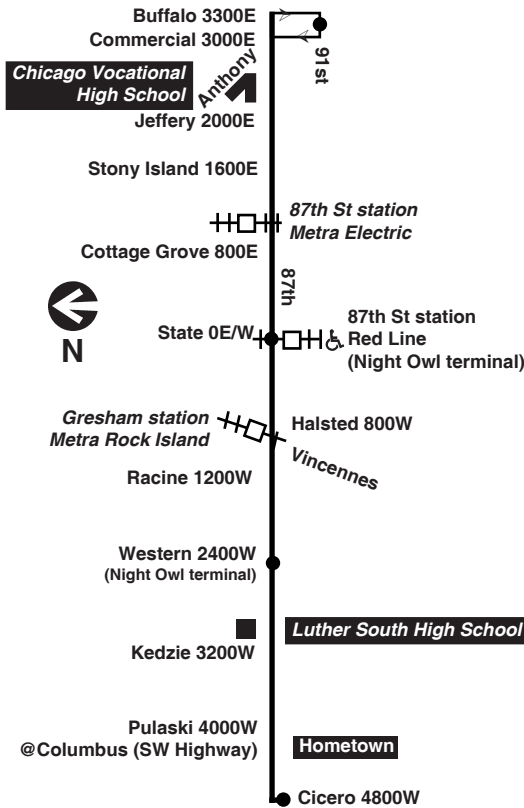 Buffalo 3300E
Commercial 3000E
91st
Chicago Vocational
High School
Anthony
Jeffery 2000E
Stony Island 1600E
87th St station
Metra Electric
Cottage Grove 800E
87th
N
State 0E/W
87th St station
Red Line
(Night Owl terminal)
Gresham station
Metra Rock Island
Halsted 800W
Vincennes
Racine 1200W
Western 2400W
(Night Owl terminal)
Luther South High School
Kedzie 3200W
Pulaski 4000W
@Columbus (SW Highway)
Hometown
Cicero 4800W